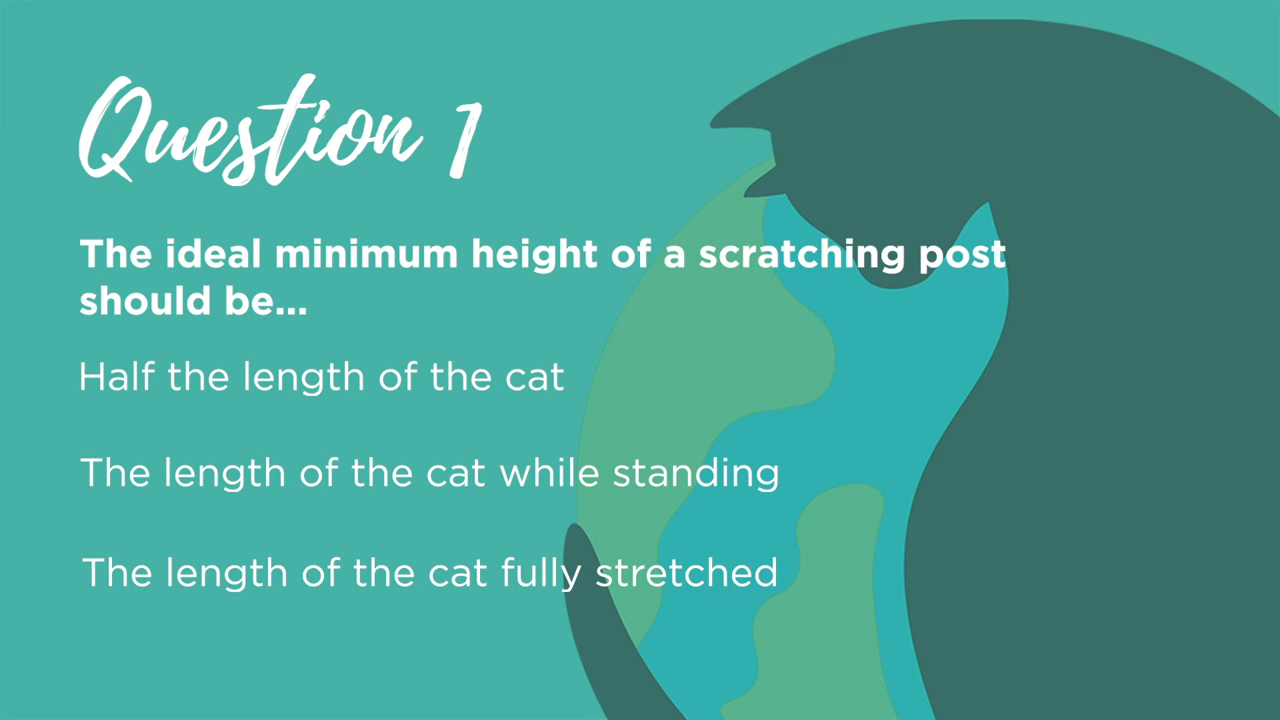 Question 1
The ideal minimum height of a scratching post
should be...
Half the length of the cat
The length of the cat while standing
The length of the cat fully stretched